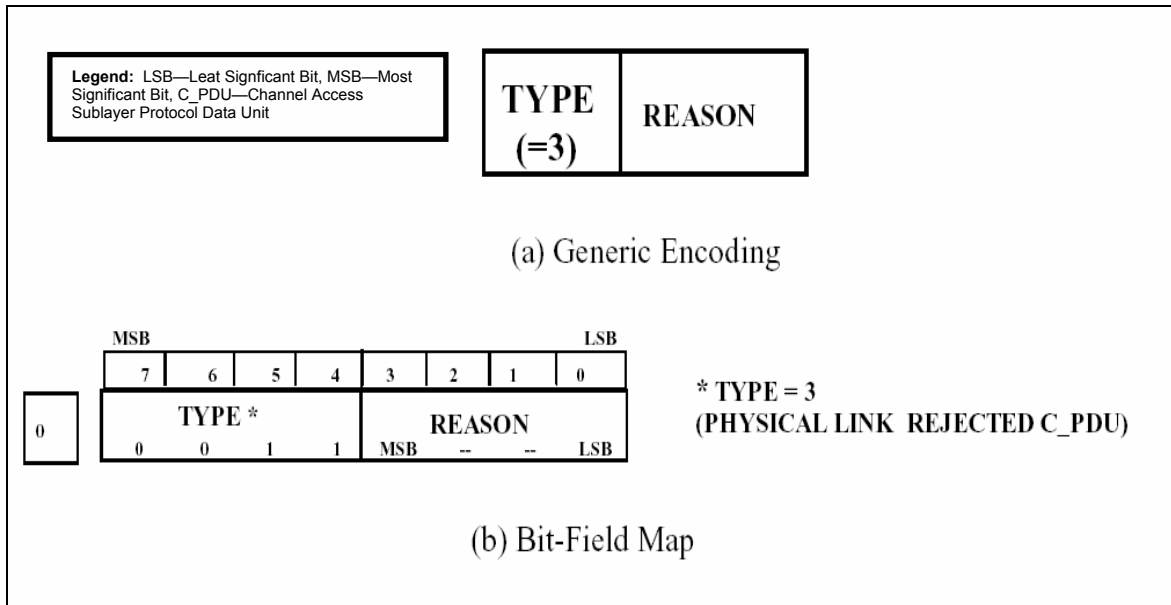 Legend: LSB—Leat Signficant Bit, MSB—Most
Significant Bit, C_PDU—Channel Access
Sublayer Protocol Data Unit
TYPE
(=3)
REASON
(a) Generic Encoding
MSB LSB
7 6 5 4 3 2 1 0
0
TYPE * REASON
0 0 1 1 MSB -- -- LSB
* TYPE = 3
(PHYSICAL LINK REJECTED C_PDU)
(b) Bit-Field Map